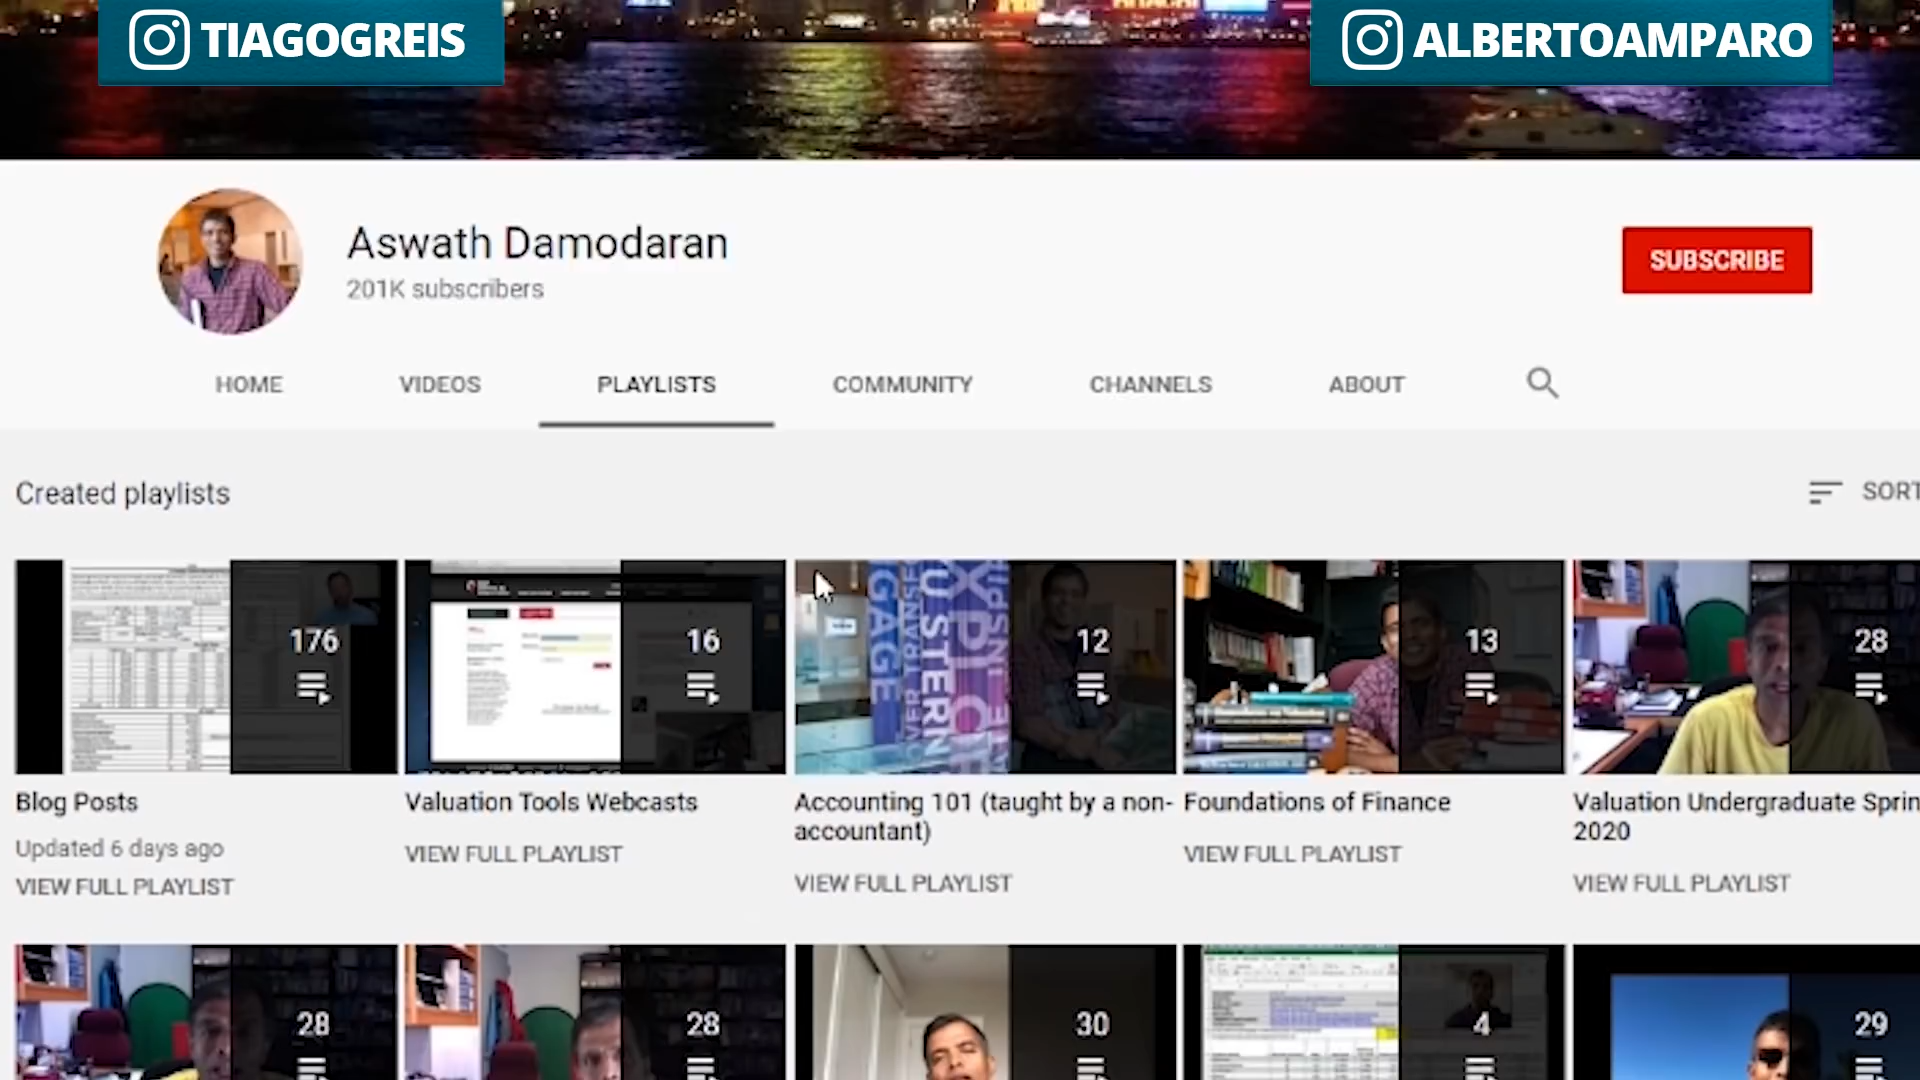 TIAGOGREIS
ALBERTOAMPARO
Aswath Damodaran
201K subscribers
SUBSCRIBE
HOME
VIDEOS
PLAYLISTS
COMMUNITY
CHANNELS
ABOUT
Created playlists
SORT
176
16
GAGE
U STERN
12
13
28
Blog Posts
Updated 6 days ago
VIEW FULL PLAYLIST
Valuation Tools Webcasts
VIEW FULL PLAYLIST
Accounting 101 (taught by a non-
accountant)
VIEW FULL PLAYLIST
Foundations of Finance
VIEW FULL PLAYLIST
Valuation Undergraduate Sprin
2020
VIEW FULL PLAYLIST
28
28
30
4
29